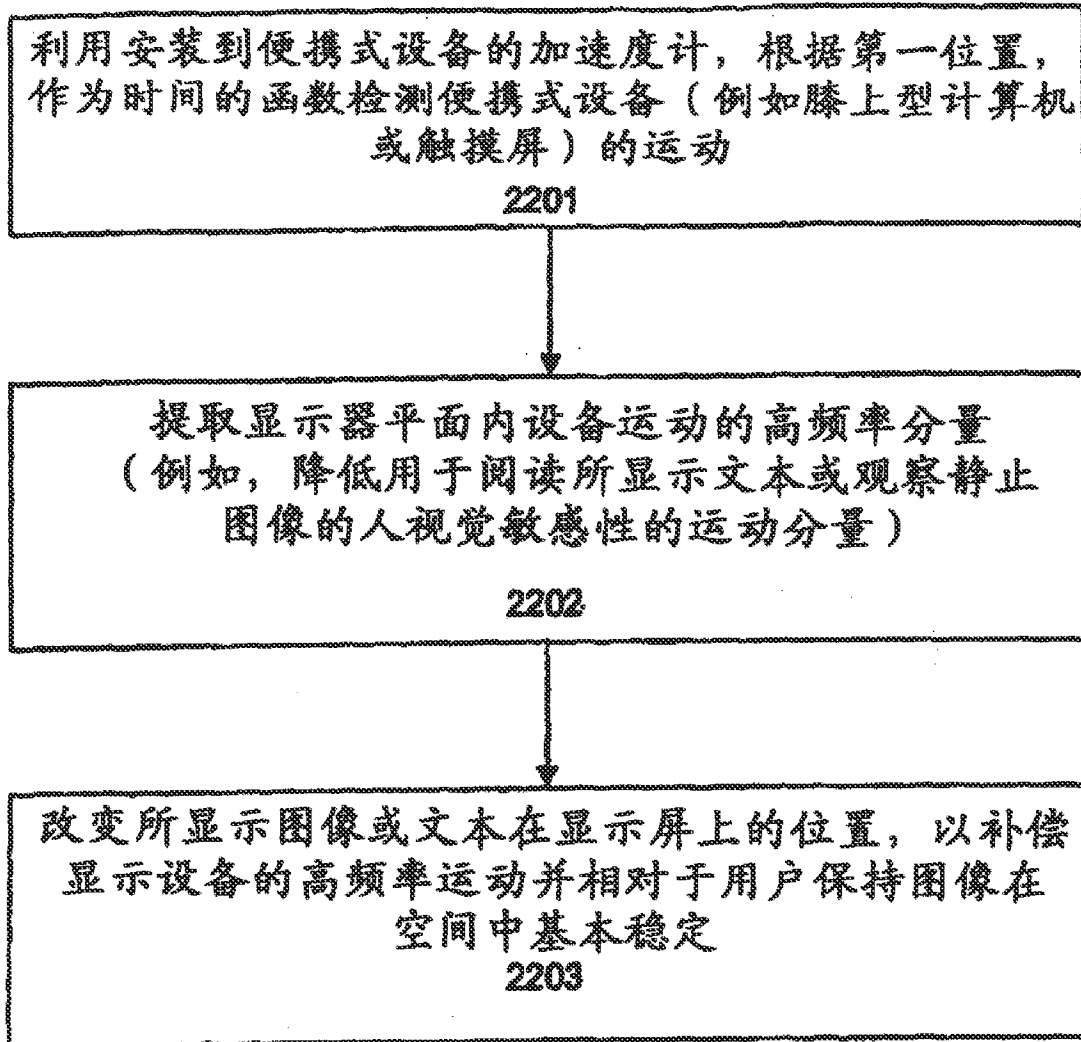 利用安装到便携式设备的加速度计，根据第一位置，
作为时间的函数检测便携式设备（例如膝上型计算机
或触摸屏）的运动
2201
提取显示器平面内设备运动的高频率分量
（例如，降低用于阅读所显示文本或观察静止
图像的人视觉敏感性的运动分量）
2202
改变所显示图像或文本在显示屏上的位置，以补偿
显示设备的高频率运动并相对于用户保持图像在
空间中基本稳定
2203